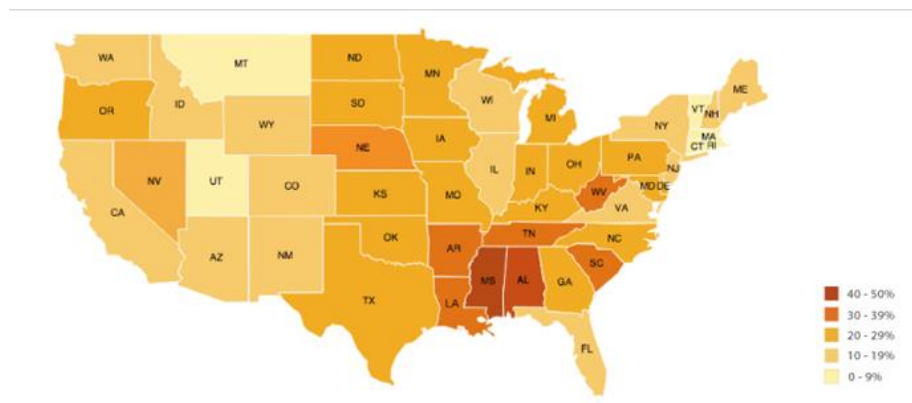 WA
MT
ND
MN
ME
OR
ID
SD
WI
VT
NH
WY
MI
NY
MA
CT
RI
NE
IA
PA
NJ
NV
UT
CO
IL
IN
OH
MD
DE
CA
KS
MO
WV
VA
KY
AZ
NM
OK
AR
TN
NC
TX
LA
MS
AL
GA
SC
FL
40 - 50%
30 - 39%
20 - 29%
10 - 19%
0 - 9%